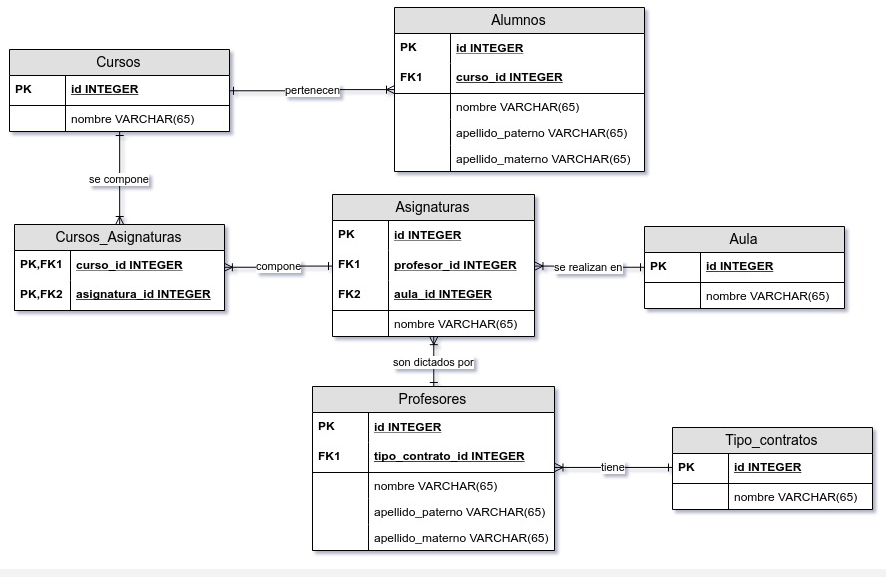 Alumnos
PK id INTEGER
FK1 curso_id INTEGER
nombre VARCHAR(65)
apellido_paterno VARCHAR(65)
apellido_materno VARCHAR(65)
Cursos
PK id INTEGER
nombre VARCHAR(65)
pertenecen
se compone
Cursos_Asignaturas
PK,FK1 curso_id INTEGER
PK,FK2 asignatura_id INTEGER
compone
Asignaturas
PK id INTEGER
FK1 profesor_id INTEGER
FK2 aula_id INTEGER
nombre VARCHAR(65)
se realizan en
Aula
PK id INTEGER
nombre VARCHAR(65)
son dictados por
Profesores
PK id INTEGER
FK1 tipo_contrato_id INTEGER
nombre VARCHAR(65)
apellido_paterno VARCHAR(65)
apellido_materno VARCHAR(65)
tiene
Tipo_contratos
PK id INTEGER
nombre VARCHAR(65)